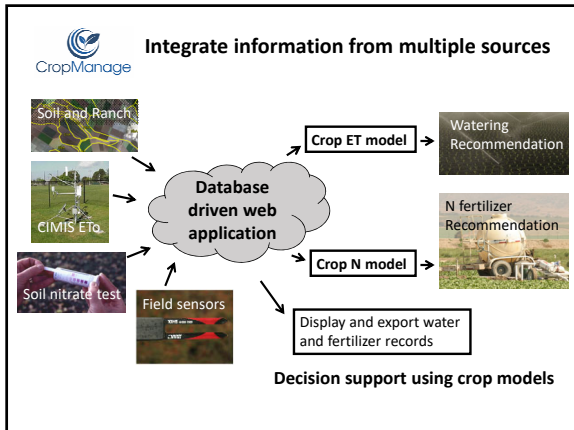 CropManage
Integrate information from multiple sources
Soil and Ranch
CIMIS ETo
Soil nitrate test
Field sensors
Database
driven web
application
Crop ET model
Watering
Recommendation
Crop N model
N fertilizer
Recommendation
Display and export water
and fertilizer records
Decision support using crop models